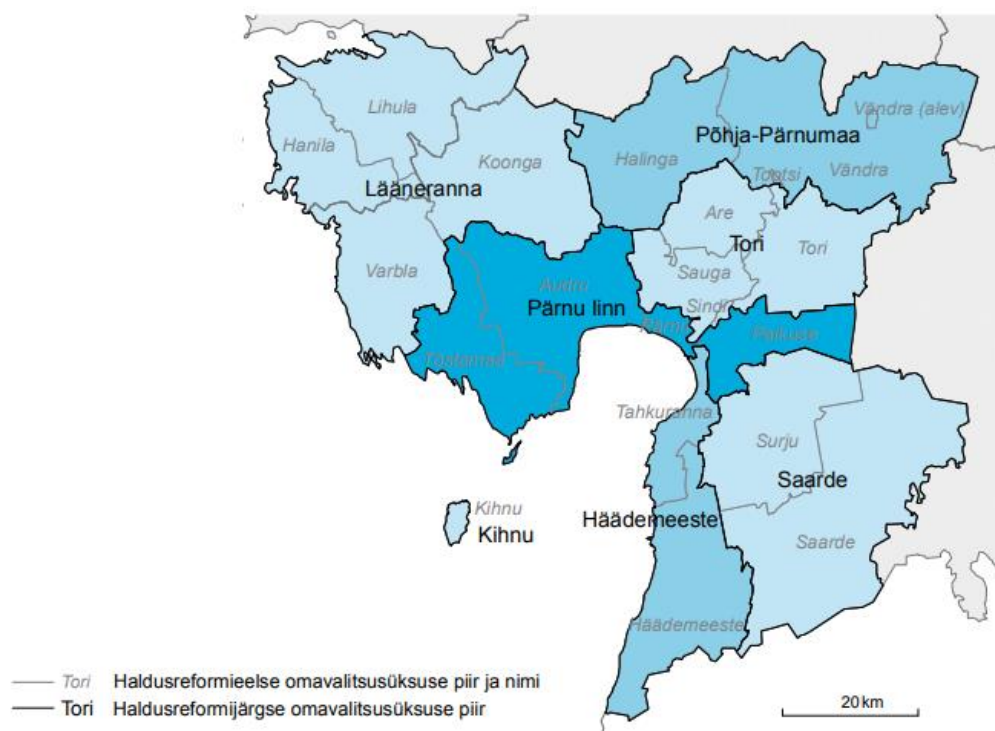 Vändra (alev)
Lihula
Põhja-Pärnumaa
Hanila
Koonga
Halinga
Tootsi
Vändra
Lääneranna
Are
Tori
Tori
Varbla
Sauga
Audru
Sindi
Pärnu linn
Pärnu
Paikuse
Tõstamaa
Tahkuranna
Surju
Saarde
Kihnu
Häädemeeste
Kihnu
Saarde
Häädemeeste
Tori Haldusreformieelse omavalitsusüksuse piir ja nimi
Tori Haldusreformijärgse omavalitsusüksuse piir
20 km